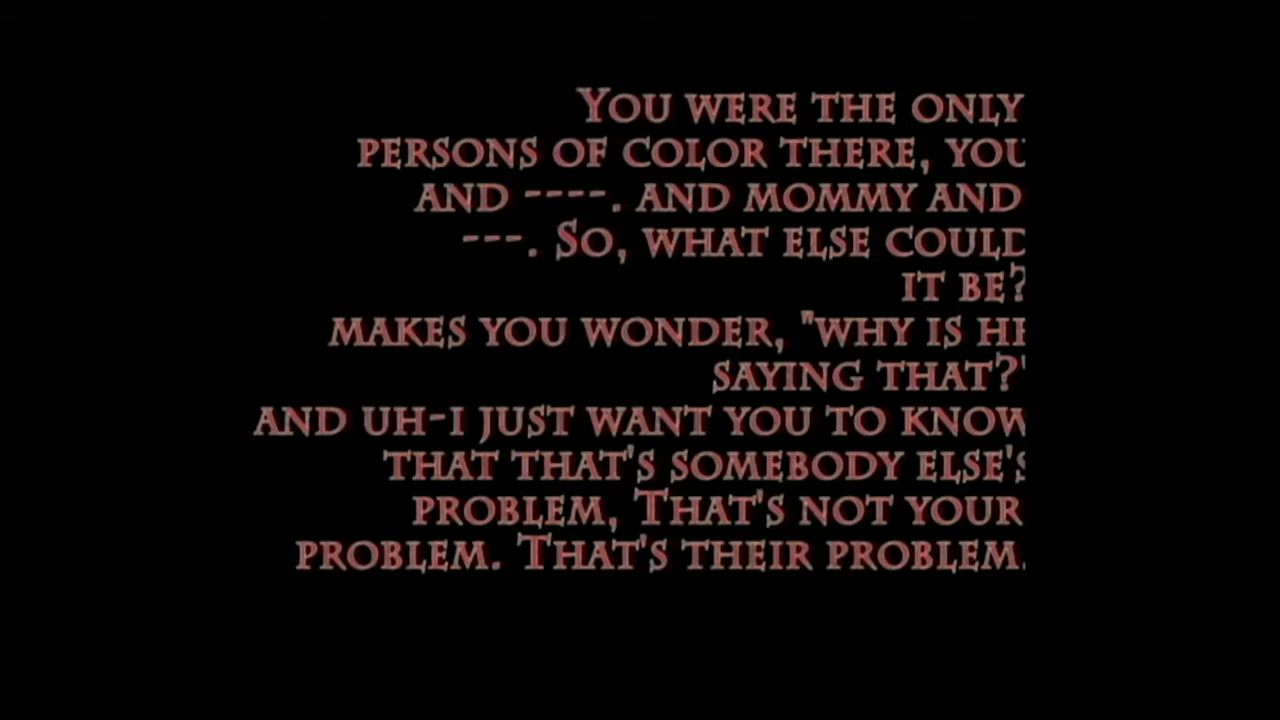 You were the only
persons of color there, you
and ----. and mommy and
---. So, what else could
it be?
makes you wonder, "why is he
saying that?"
and uh-I just want you to know
that that's somebody else's
problem, That's not your
problem. That's their problem.